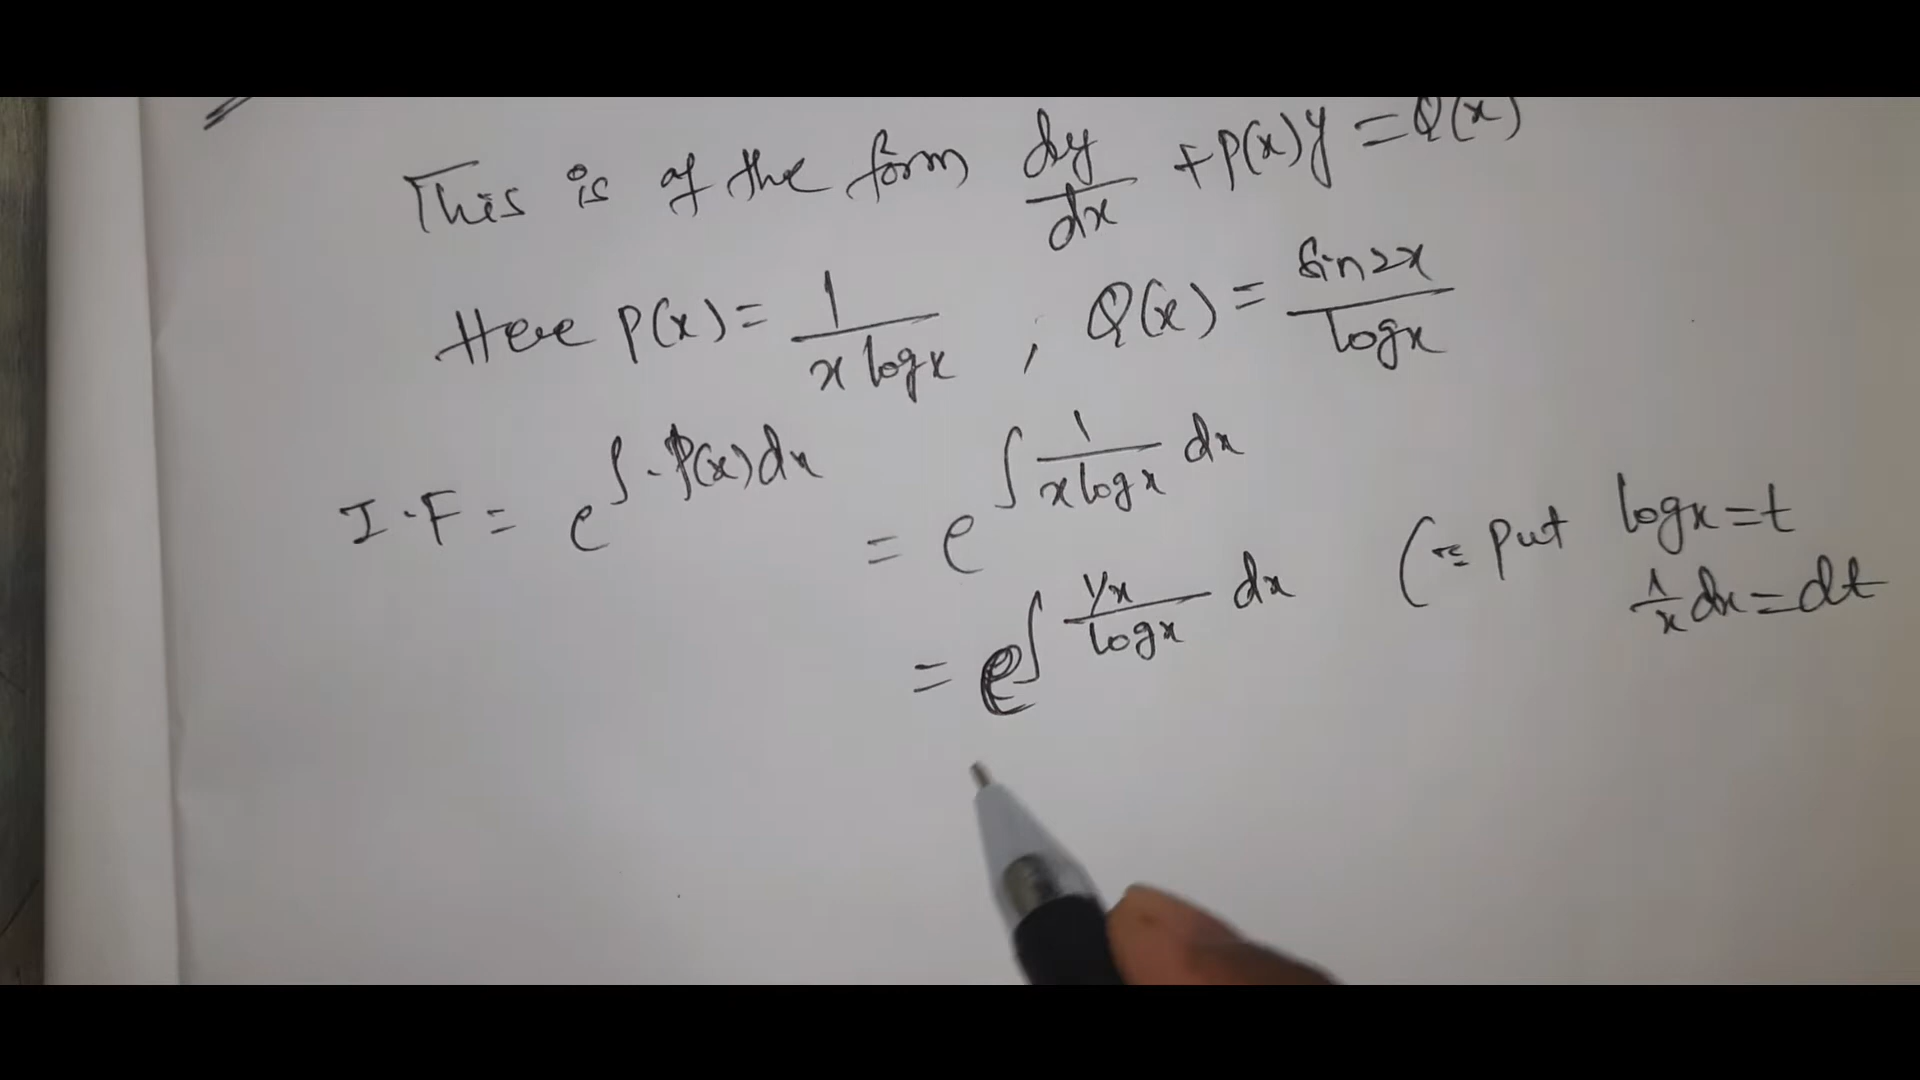 This is of the form dy/dx + p(x)y = Q(x)
Here p(x) = 1/(x logx) ; Q(x) = sin2x/logx
I.F = e^∫p(x)dx = e^∫1/(x logx) dx
(∵ put logx = t
= e^∫(1/x)/logx dx
1/x dx = dt